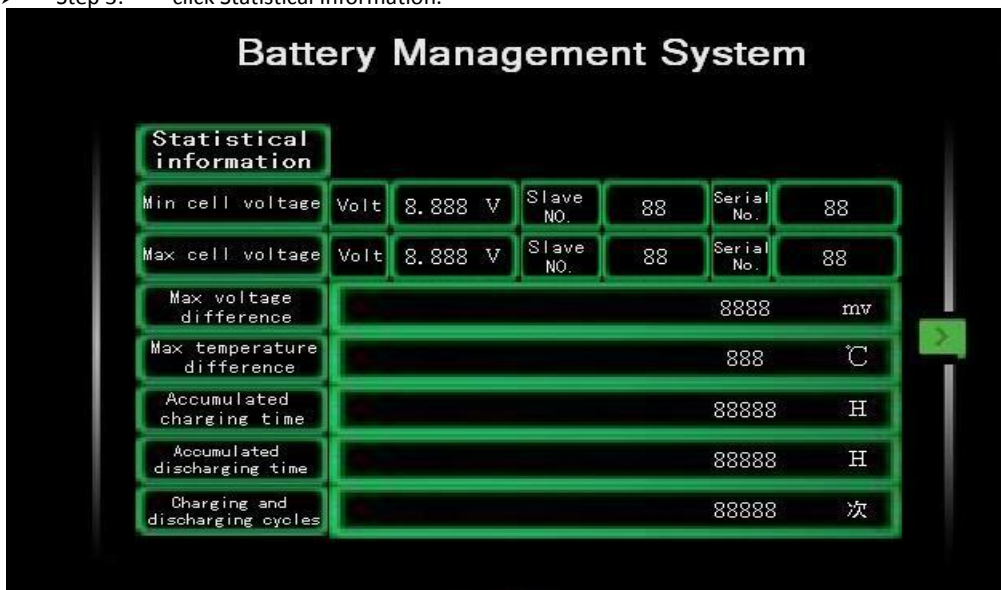 click Statistical Information.
Battery Management System
Statistical
information
Min cell voltage Volt 8.888 V Slave NO. 88 Serial No. 88
Max cell voltage Volt 8.888 V Slave NO. 88 Serial No. 88
Max voltage
difference
8888 mv
Max temperature
difference
888 ℃
Accumulated
charging time
88888 H
Accumulated
discharging time
88888 H
Charging and
discharging cycles
88888 次
>